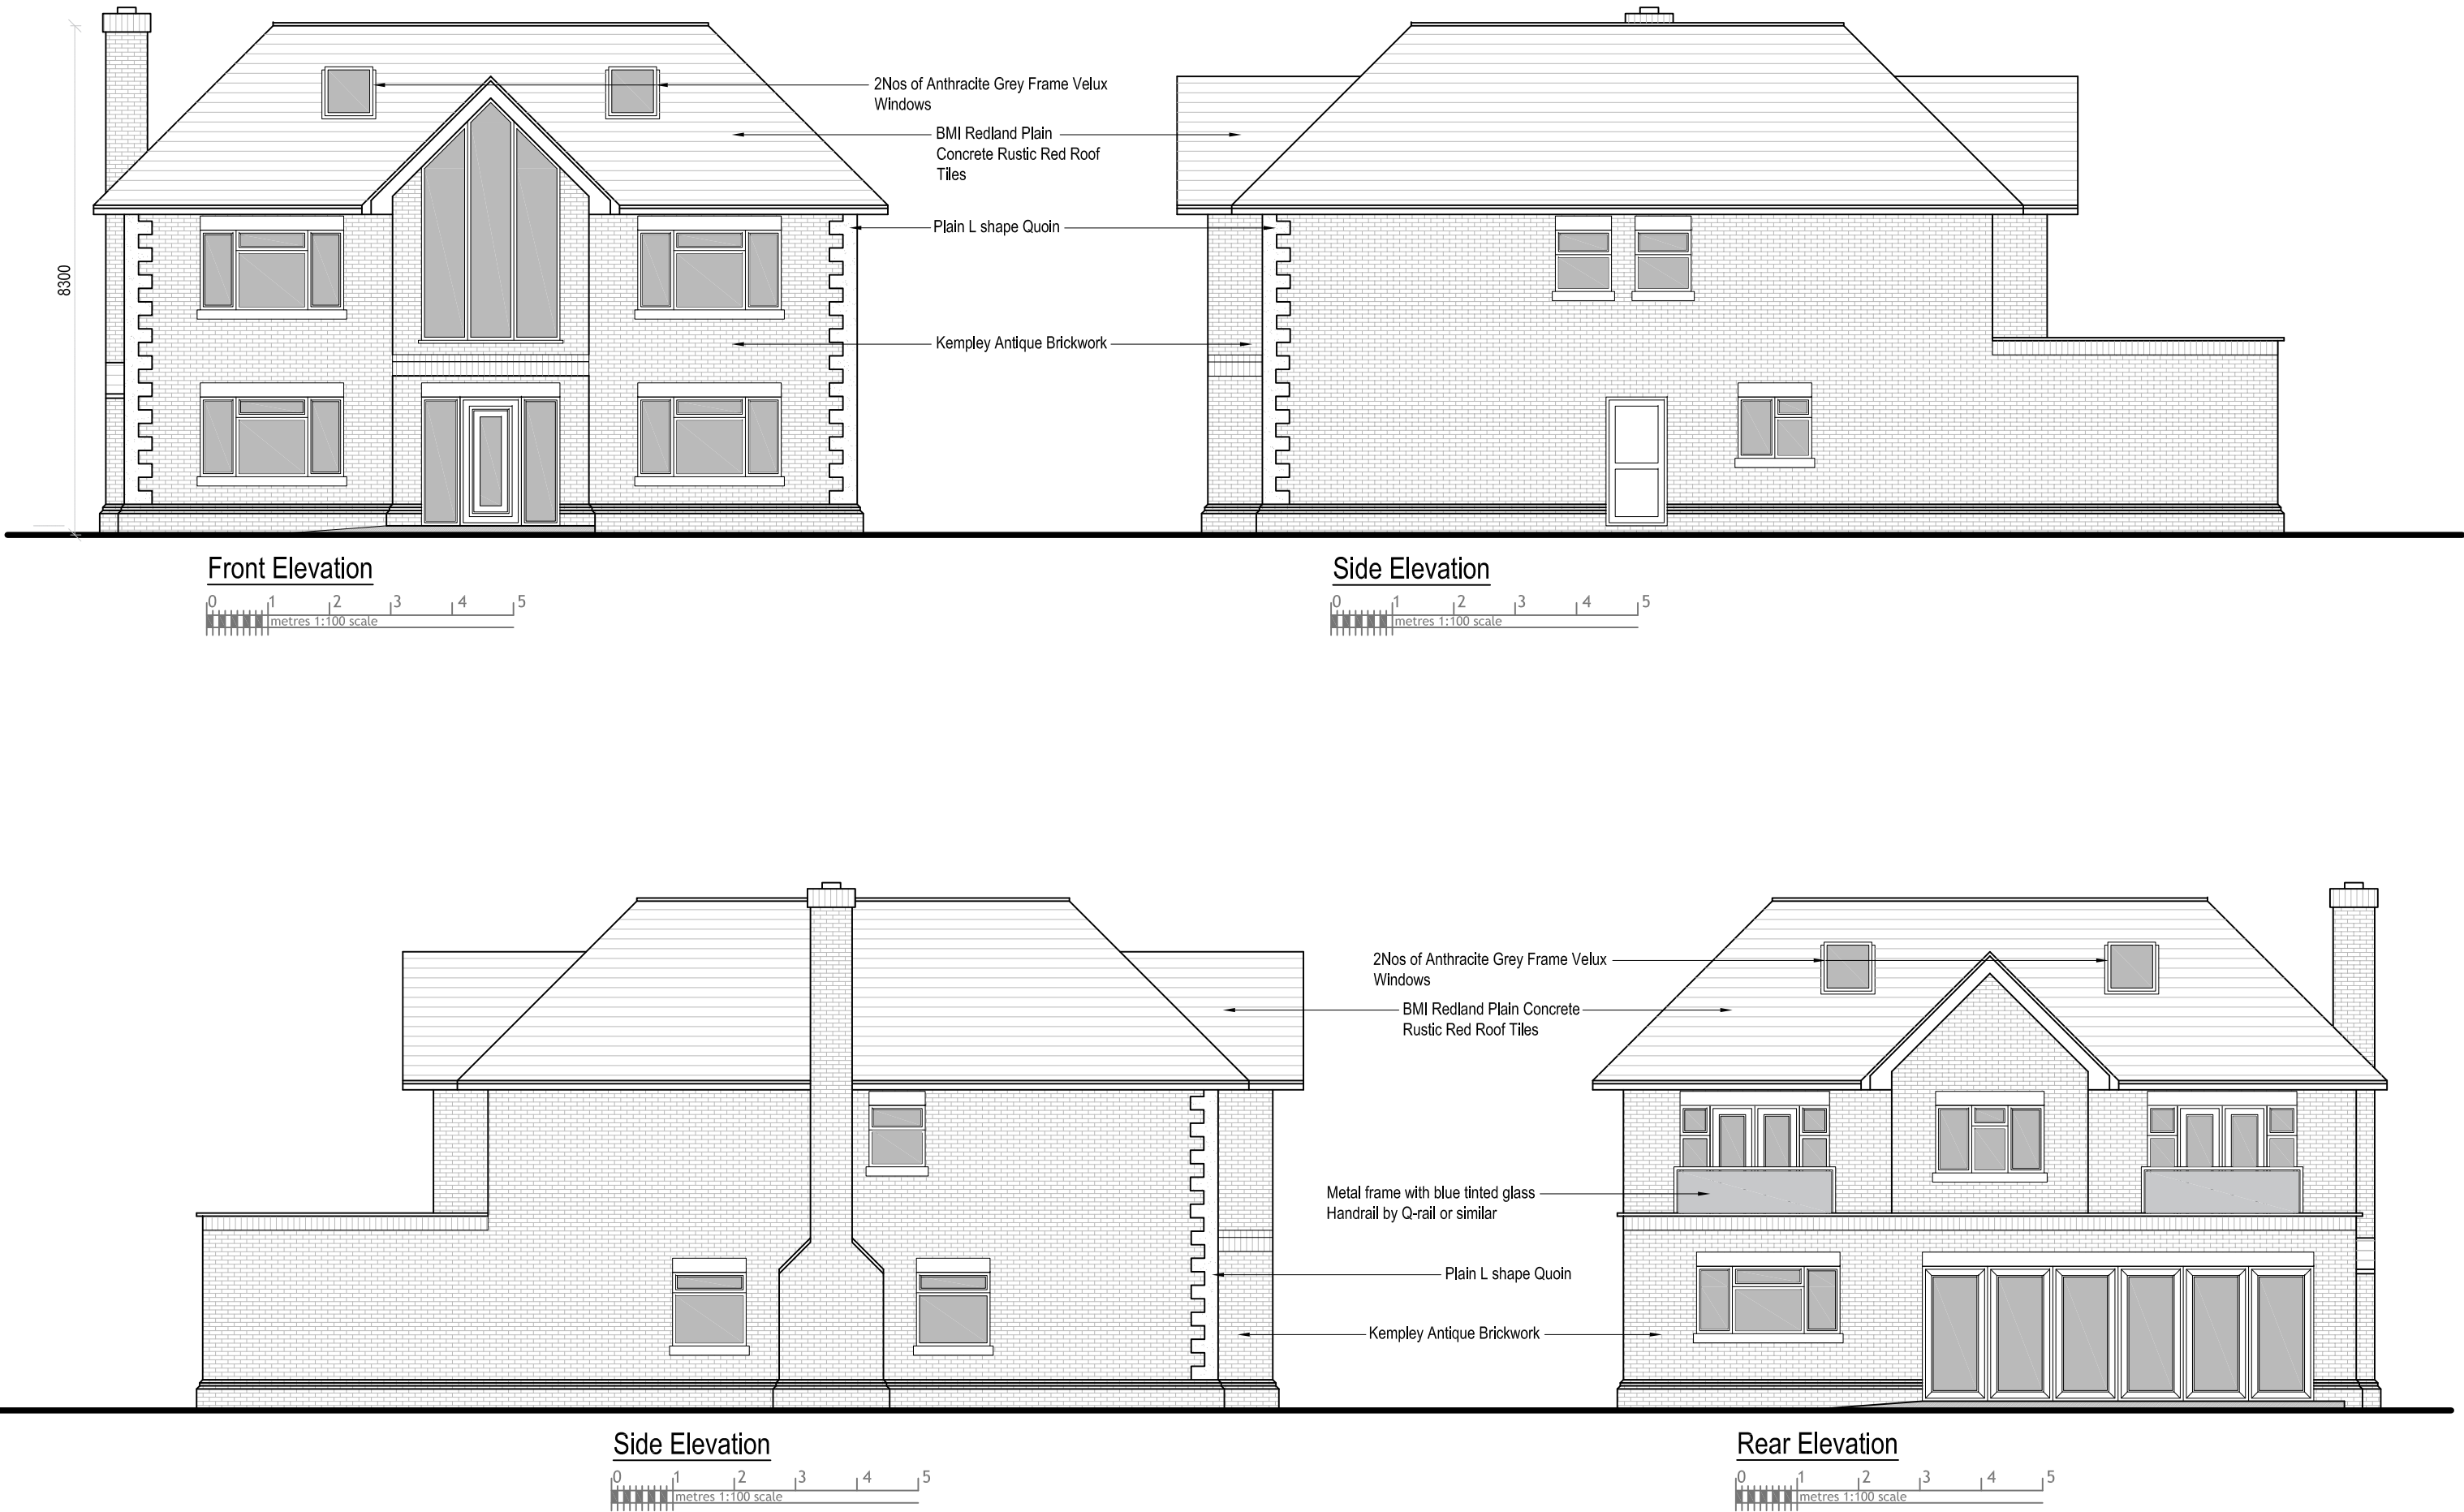 2Nos of Anthracite Grey Frame Velux
Windows
BMI Redland Plain
Concrete Rustic Red Roof
Tiles
Plain L shape Quoin
8300
Kempley Antique Brickwork
Front Elevation
0 1 2 3 4 5
metres 1:100 scale
Side Elevation
0 1 2 3 4 5
metres 1:100 scale
2Nos of Anthracite Grey Frame Velux
Windows
BMI Redland Plain Concrete
Rustic Red Roof Tiles
Metal frame with blue tinted glass
Handrail by Q-rail or similar
Plain L shape Quoin
Kempley Antique Brickwork
Side Elevation
0 1 2 3 4 5
metres 1:100 scale
Rear Elevation
0 1 2 3 4 5
metres 1:100 scale